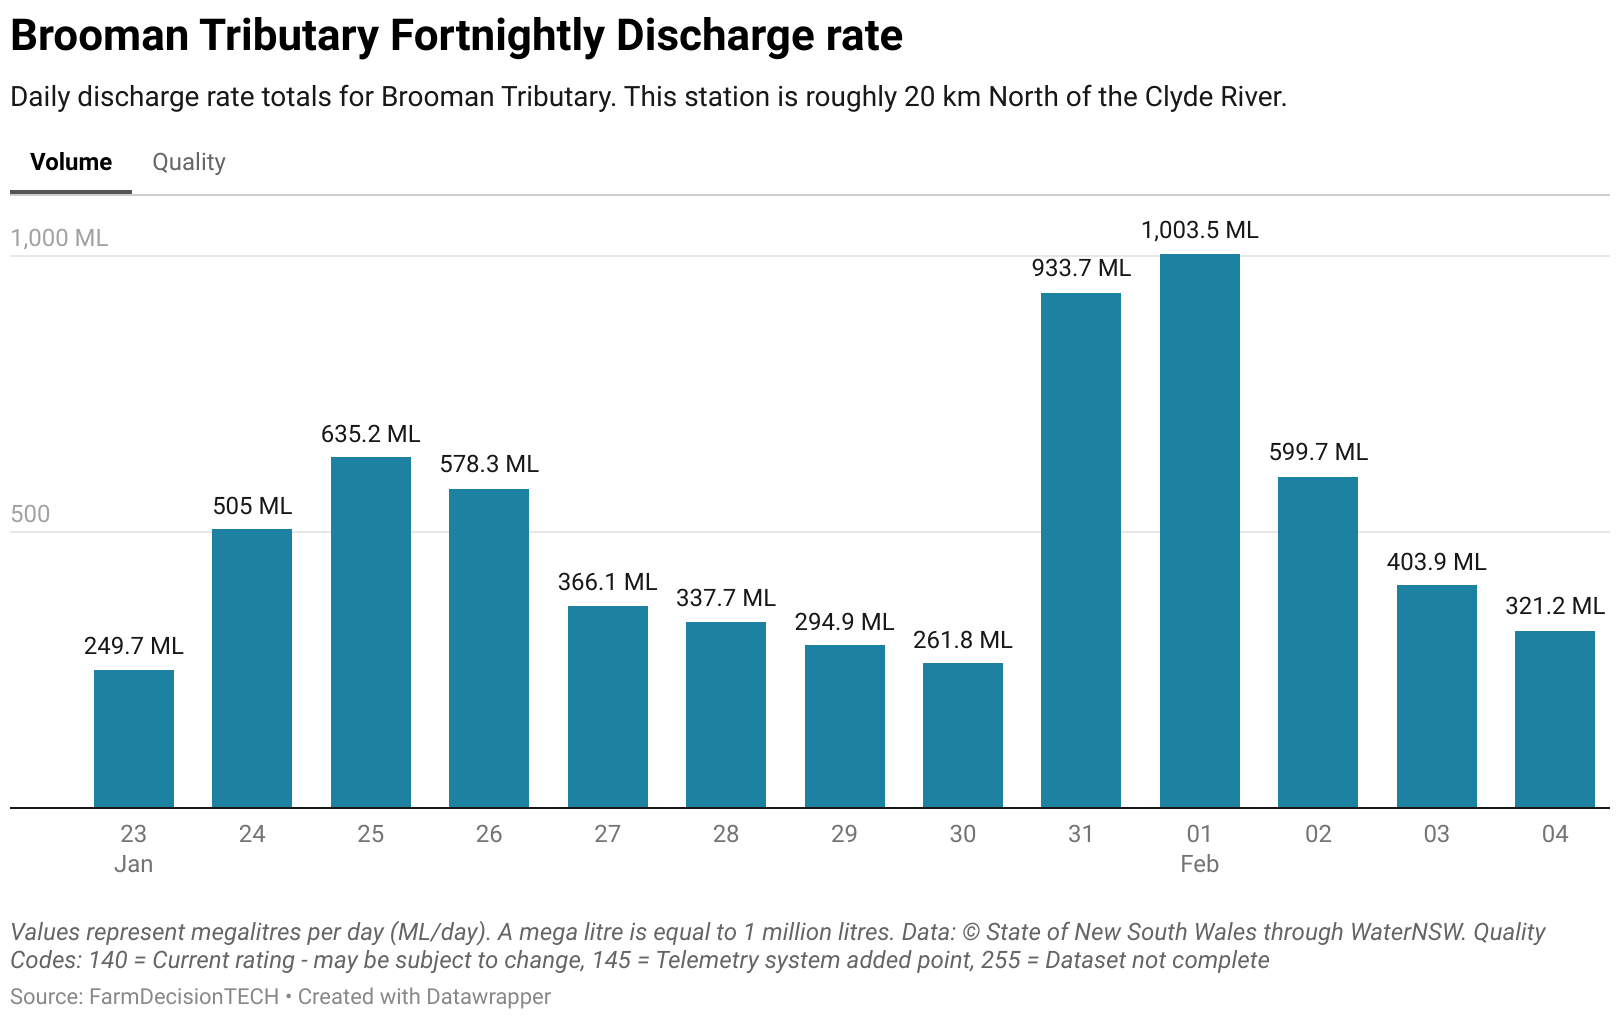 Brooman Tributary Fortnightly Discharge rate
Daily discharge rate totals for Brooman Tributary. This station is roughly 20 km North of the Clyde River.
Volume Quality
1,000 ML
500
249.7 ML
505 ML
635.2 ML
578.3 ML
366.1 ML
337.7 ML
294.9 ML
261.8 ML
933.7 ML
1,003.5 ML
599.7 ML
403.9 ML
321.2 ML
23 24 25 26 27 28 29 30 31 01 02 03 04
Jan Feb
Values represent megalitres per day (ML/day). A mega litre is equal to 1 million litres. Data: © State of New South Wales through WaterNSW. Quality
Codes: 140 = Current rating - may be subject to change, 145 = Telemetry system added point, 255 = Dataset not complete
Source: FarmDecisionTECH • Created with Datawrapper